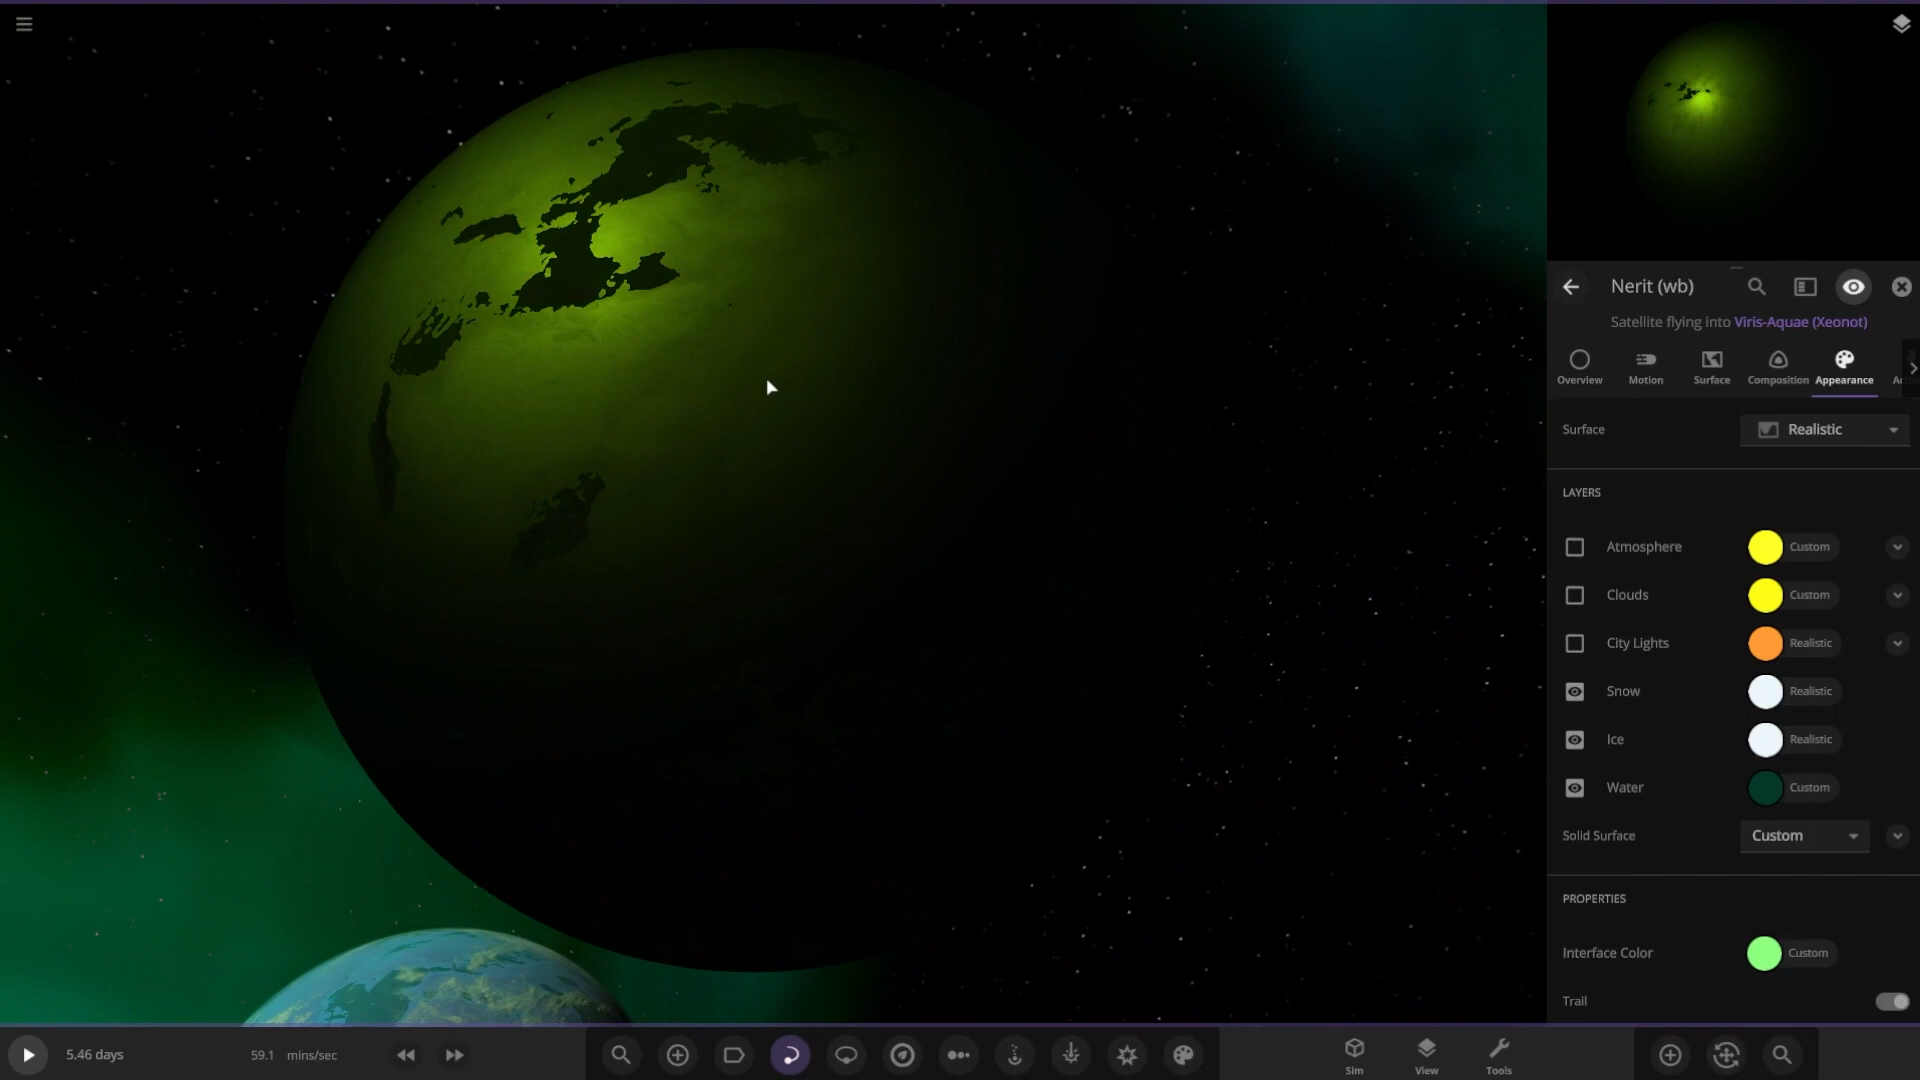 Nerit (wb)
Satellite flying into Viris-Aquae (Xeonot)
Overview Motion Surface Composition Appearance
Surface Realistic
LAYERS
Atmosphere Custom
Clouds Custom
City Lights Realistic
Snow Realistic
Ice Realistic
Water Custom
Solid Surface Custom
PROPERTIES
Interface Color Custom
Trail
5.46 days 59.1 mins/sec Sim View Tools